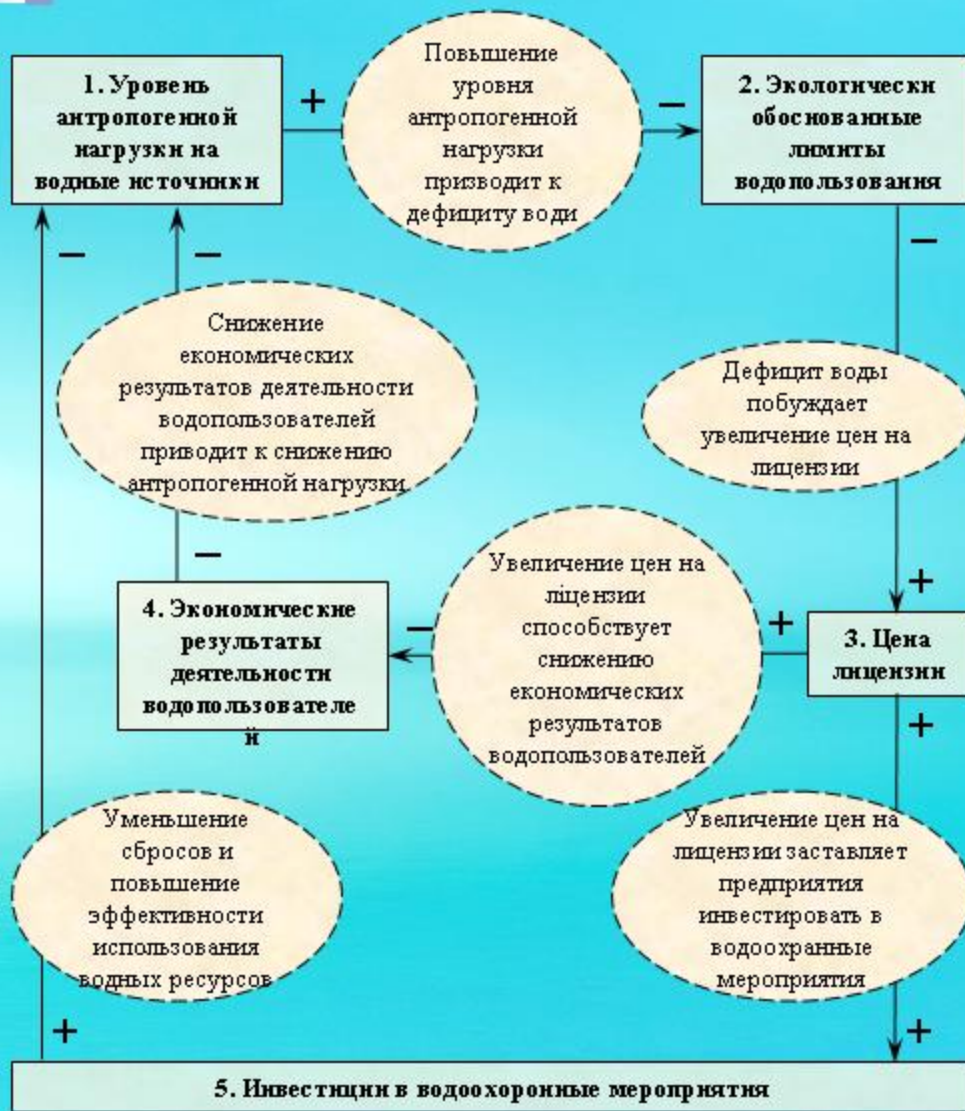 1. Уровень
антропогенной
нагрузки на
водные источники
+
Повышение
уровня
антропогенной
нагрузки
призводит к
дефициту води
−
2. Экологически
обоснованные
лимиты
водопользования
−
−
−
Снижение
економических
результатов деятельности
водопользователей
приводит к снижению
антропогенной нагрузки
−
Дефицит воды
побуждает
увеличение цен на
лицензии
+
4. Экономические
результаты
деятельности
водопользователе
й
−
Увеличение цен на
ліцензии
способствует
снижению
економических
результатов
водопользователей
+
3. Цена
лицензии
+
Уменьшение
сбросов и
повышение
эффективности
использования
водных ресурсов
+
Увеличение цен на
лицензии заставляет
предприятия
инвестировать в
водоохранные
мероприятия
+
5. Инвестиции в водоохоронные мероприятия